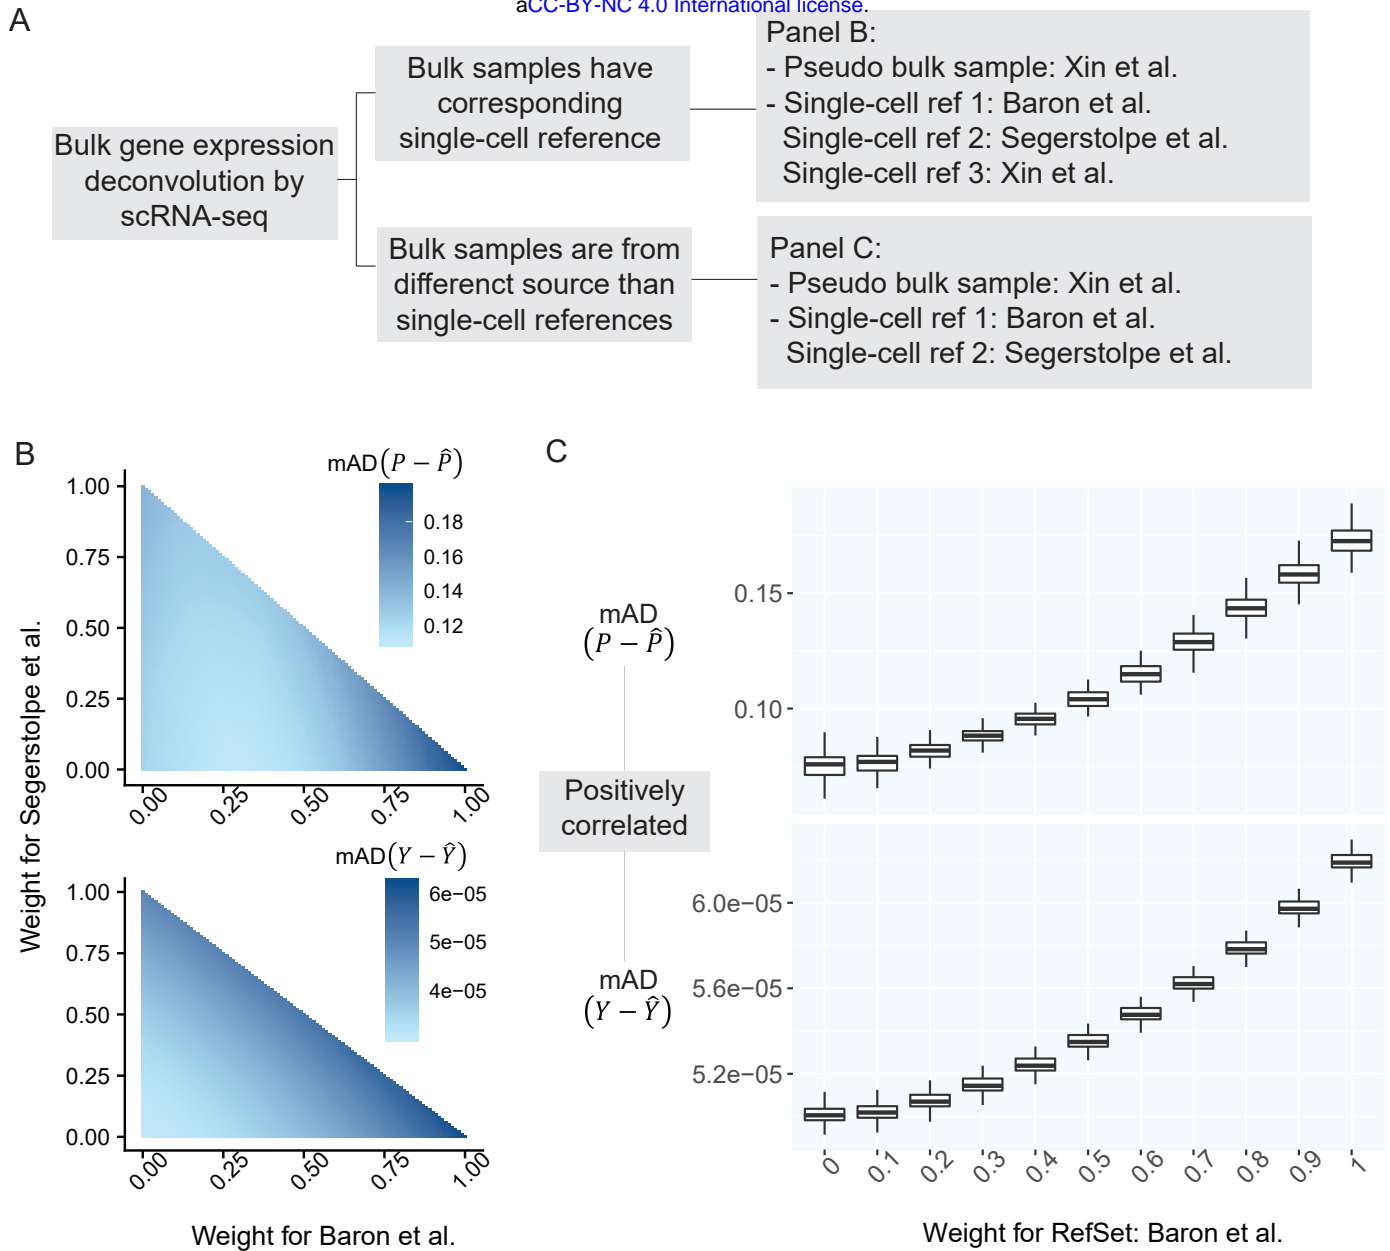 aCC-BY-NC 4.0 International license.
A
Bulk gene expression
deconvolution by
scRNA-seq
Bulk samples have
corresponding
single-cell reference
Panel B:
- Pseudo bulk sample: Xin et al.
- Single-cell ref 1: Baron et al.
Single-cell ref 2: Segerstolpe et al.
Single-cell ref 3: Xin et al.
Bulk samples are from
differenct source than
single-cell references
Panel C:
- Pseudo bulk sample: Xin et al.
- Single-cell ref 1: Baron et al.
Single-cell ref 2: Segerstolpe et al.
B
Weight for Segerstolpe et al.
mAD(P − P̂)
0.18
0.16
0.14
0.12
1.00
0.75
0.50
0.25
0.00
0.00 0.25 0.50 0.75 1.00
mAD(Y − Ŷ)
6e−05
5e−05
4e−05
1.00
0.75
0.50
0.25
0.00
0.00 0.25 0.50 0.75 1.00
Weight for Baron et al.
C
mAD
(P − P̂)
Positively
correlated
mAD
(Y − Ŷ)
0.15
0.10
6.0e−05
5.6e−05
5.2e−05
0 0.1 0.2 0.3 0.4 0.5 0.6 0.7 0.8 0.9 1
Weight for RefSet: Baron et al.